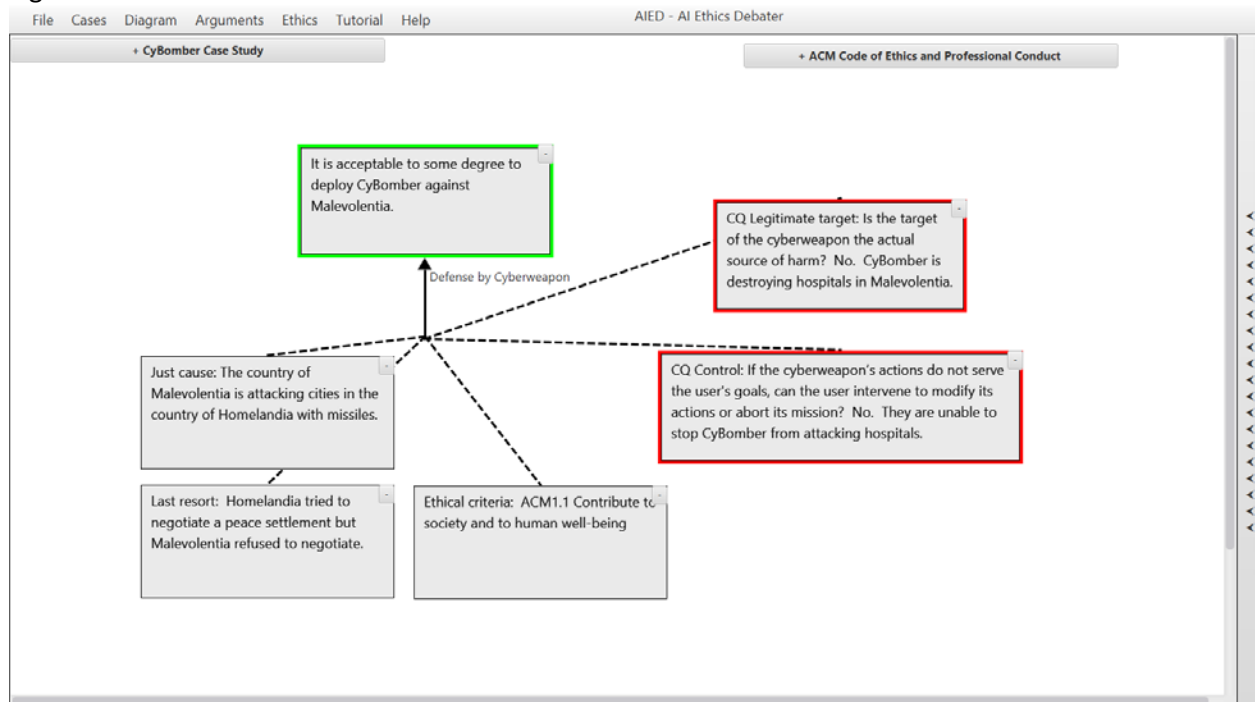 File Cases Diagram Arguments Ethics Tutorial Help
AIED - AI Ethics Debater
+ CyBomber Case Study
+ ACM Code of Ethics and Professional Conduct
It is acceptable to some degree to
deploy CyBomber against
Malevolentia.
-
CQ Legitimate target: Is the target
of the cyberweapon the actual
source of harm? No. CyBomber is
destroying hospitals in Malevolentia.
-
Defense by Cyberweapon
Just cause: The country of
Malevolentia is attacking cities in the
country of Homelandia with missiles.
-
CQ Control: If the cyberweapon's actions do not serve
the user's goals, can the user intervene to modify its
actions or abort its mission? No. They are unable to
stop CyBomber from attacking hospitals.
-
Last resort: Homelandia tried to
negotiate a peace settlement but
Malevolentia refused to negotiate.
-
Ethical criteria: ACM1.1 Contribute to
society and to human well-being
-